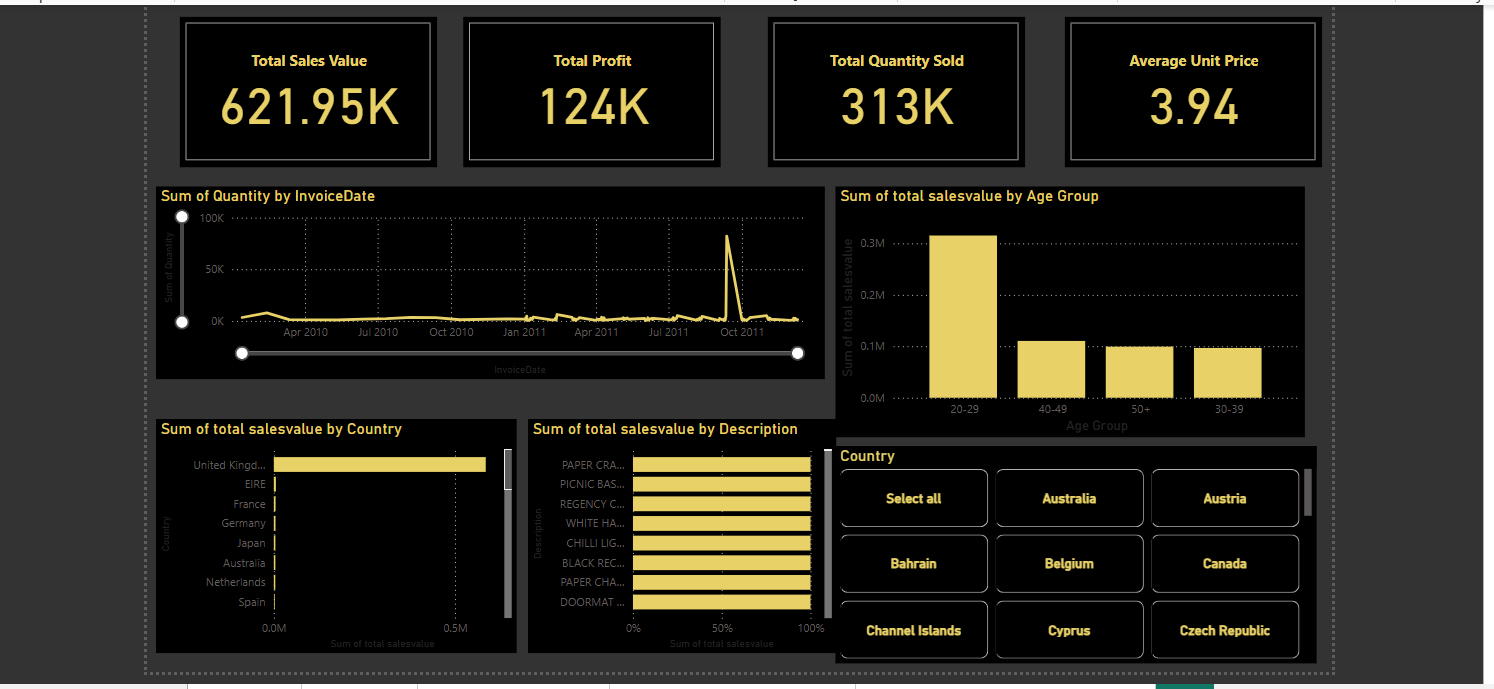 Total Sales Value
621.95K
Total Profit
124K
Total Quantity Sold
313K
Average Unit Price
3.94
Sum of Quantity by InvoiceDate
Sum of Quantity
100K
50K
0K
Apr 2010 Jul 2010 Oct 2010 Jan 2011 Apr 2011 Jul 2011 Oct 2011
InvoiceDate
Sum of total salesvalue by Age Group
Sum of total salesvalue
0.3M
0.2M
0.1M
0.0M
20-29 40-49 50+ 30-39
Age Group
Sum of total salesvalue by Country
Country
United Kingd...
EIRE
France
Germany
Japan
Australia
Netherlands
Spain
0.0M 0.5M
Sum of total salesvalue
Sum of total salesvalue by Description
Description
PAPER CRA...
PICNIC BAS...
REGENCY C...
WHITE HA...
CHILLI LIG...
BLACK REC...
PAPER CHA...
DOORMAT ...
0% 50% 100%
Sum of total salesvalue
Country
Select all Australia Austria
Bahrain Belgium Canada
Channel Islands Cyprus Czech Republic